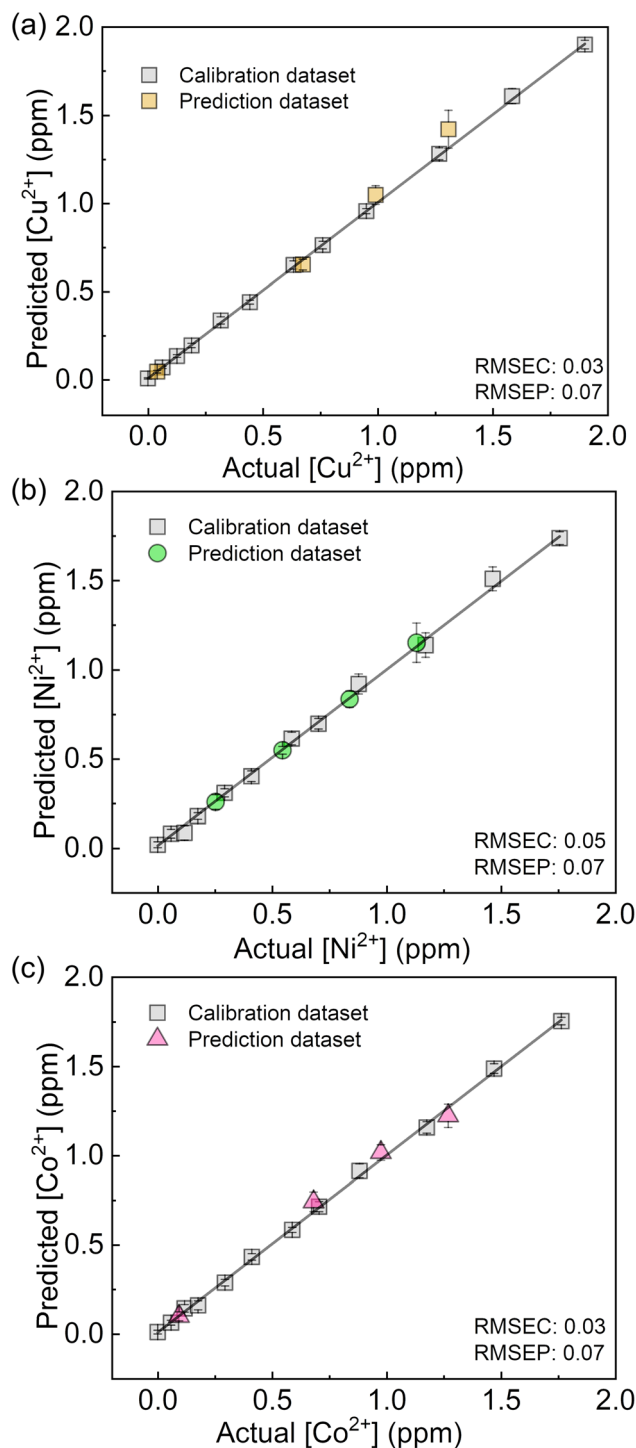 (a)
2.0
Calibration dataset
Prediction dataset
1.5
Predicted [Cu²⁺] (ppm)
1.0
0.5
0.0
RMSEC: 0.03
RMSEP: 0.07
0.0 0.5 1.0 1.5 2.0
Actual [Cu²⁺] (ppm)
(b)
2.0
Calibration dataset
Prediction dataset
1.5
Predicted [Ni²⁺] (ppm)
1.0
0.5
0.0
RMSEC: 0.05
RMSEP: 0.07
0.0 0.5 1.0 1.5 2.0
Actual [Ni²⁺] (ppm)
(c)
2.0
Calibration dataset
Prediction dataset
1.5
Predicted [Co²⁺] (ppm)
1.0
0.5
0.0
RMSEC: 0.03
RMSEP: 0.07
0.0 0.5 1.0 1.5 2.0
Actual [Co²⁺] (ppm)